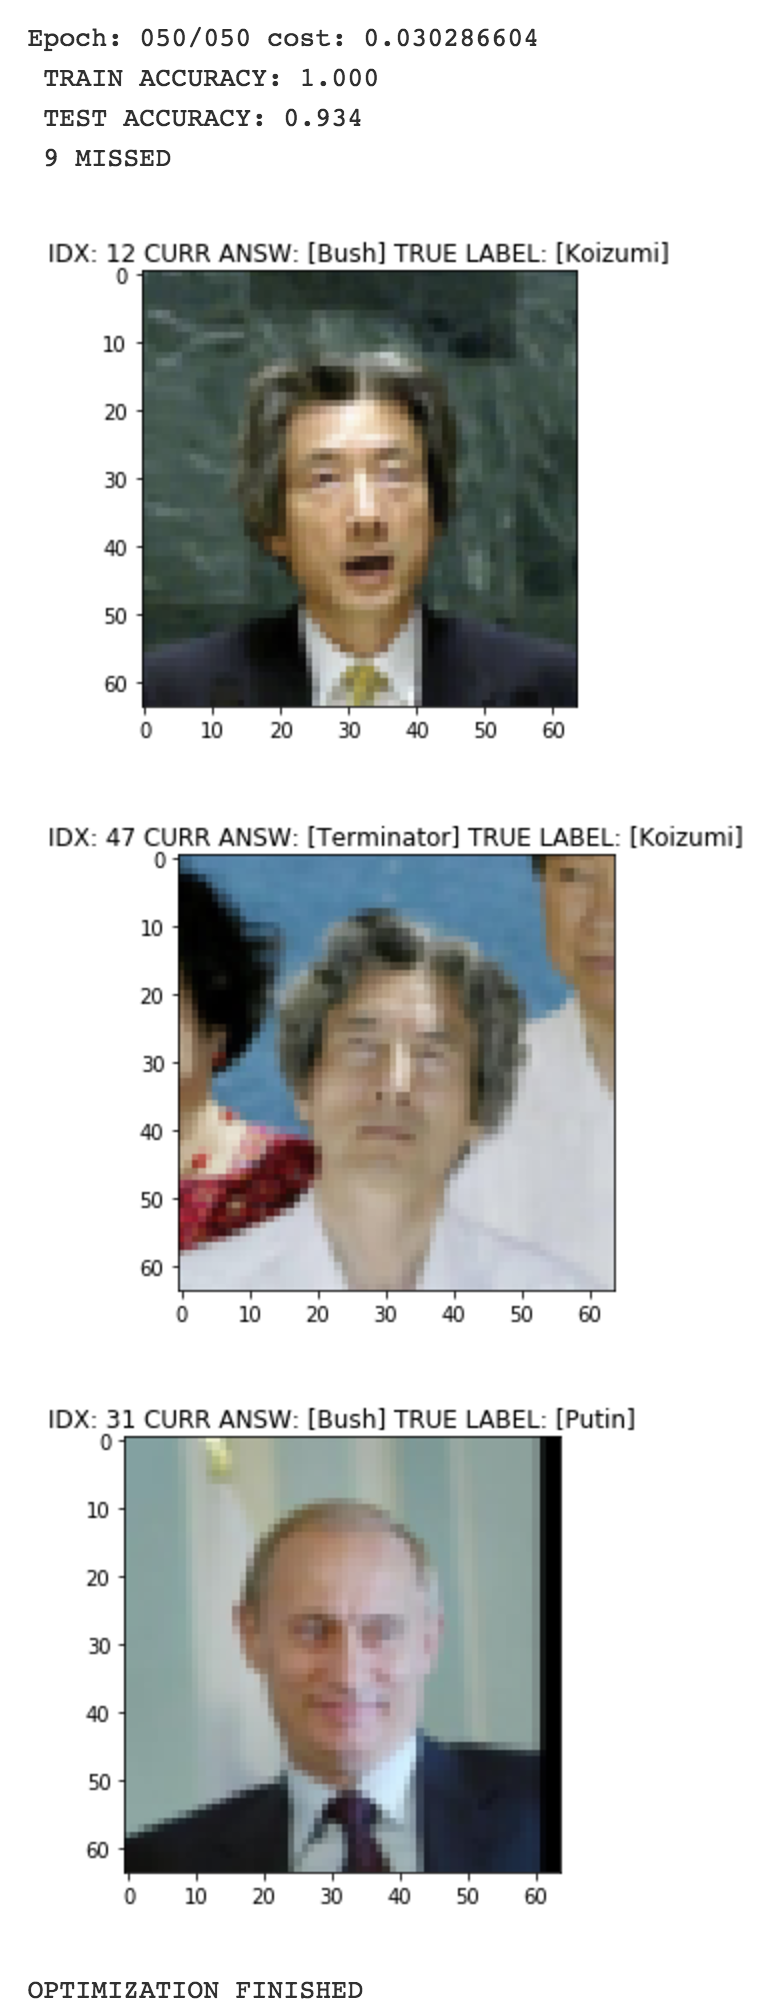 Epoch: 050/050 cost: 0.030286604
TRAIN ACCURACY: 1.000
TEST ACCURACY: 0.934
9 MISSED
IDX: 12 CURR ANSW: [Bush] TRUE LABEL: [Koizumi]
0
10
20
30
40
50
60
0 10 20 30 40 50 60
IDX: 47 CURR ANSW: [Terminator] TRUE LABEL: [Koizumi]
0
10
20
30
40
50
60
0 10 20 30 40 50 60
IDX: 31 CURR ANSW: [Bush] TRUE LABEL: [Putin]
0
10
20
30
40
50
60
0 10 20 30 40 50 60
OPTIMIZATION FINISHED